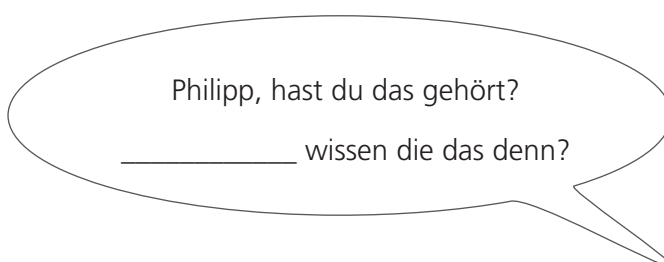 Philipp, hast du das gehört?
____________ wissen die das denn?